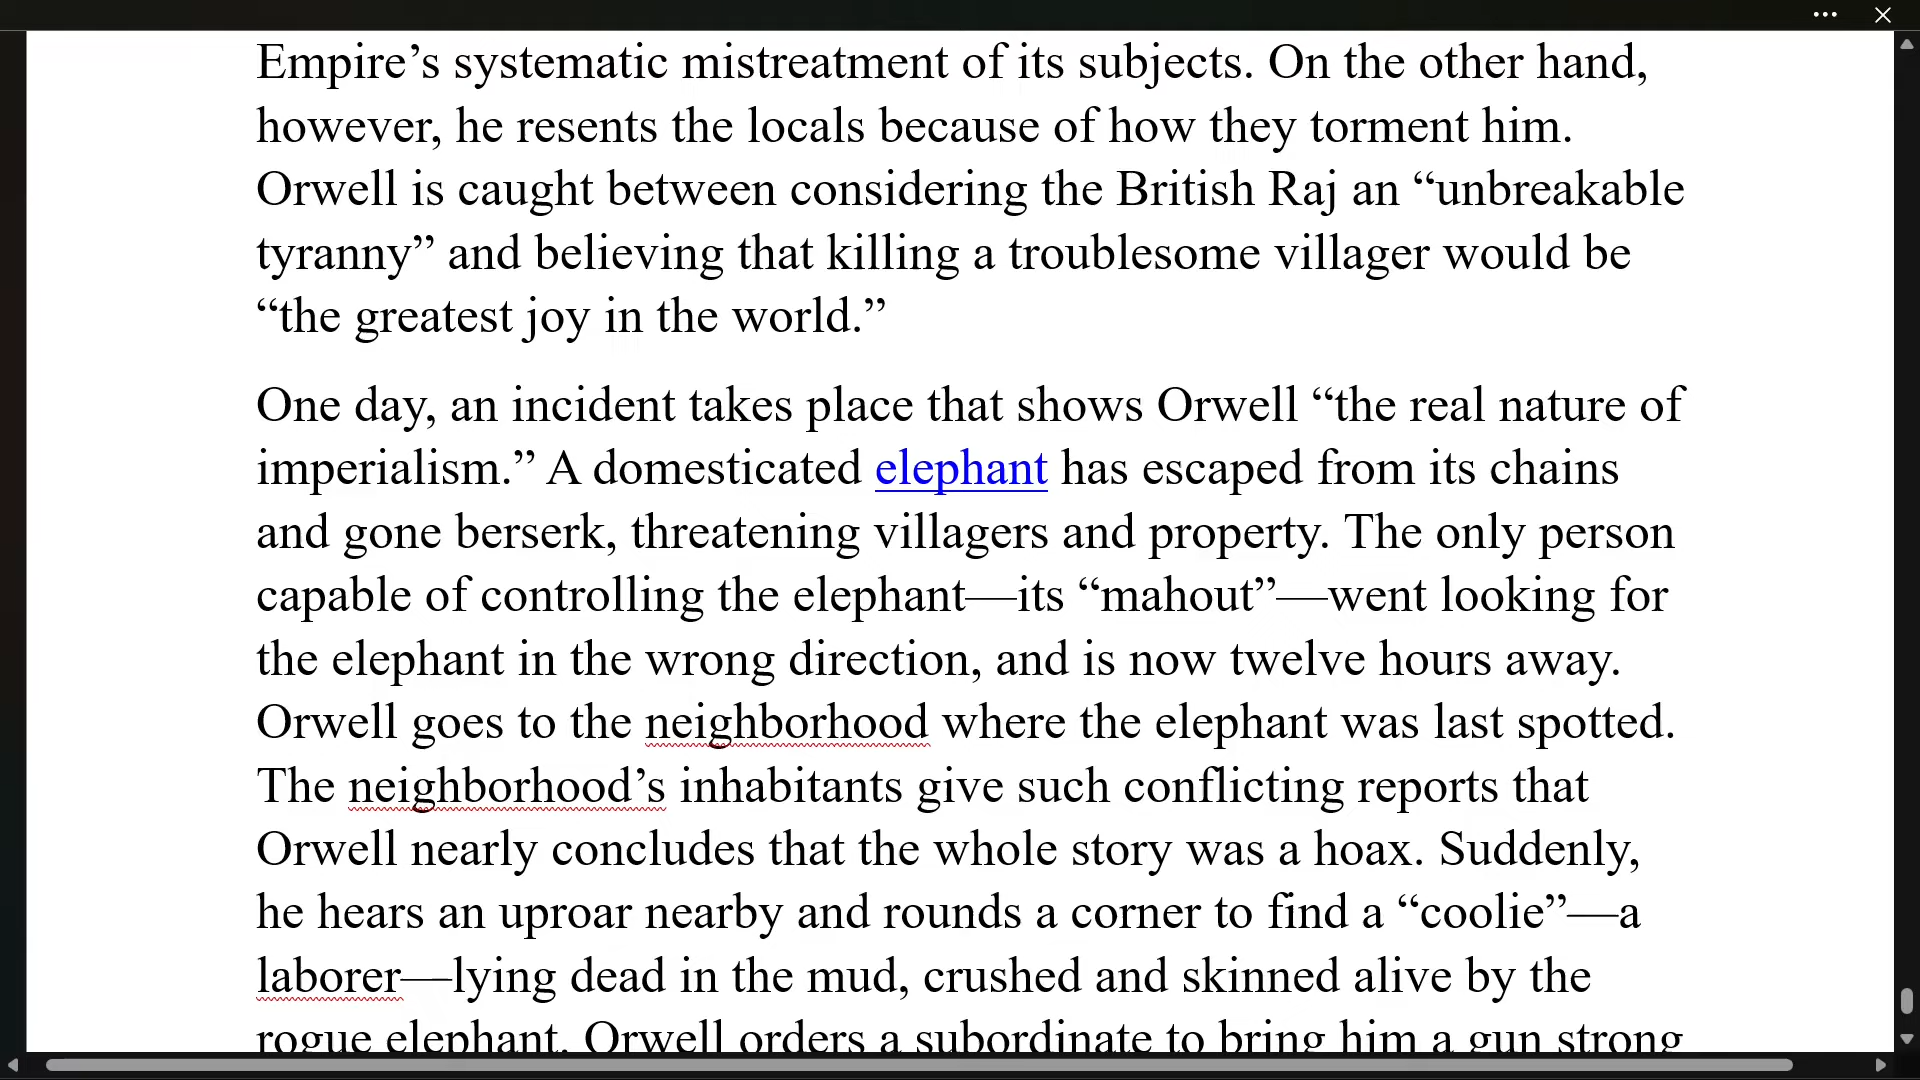 Empire’s systematic mistreatment of its subjects. On the other hand,
however, he resents the locals because of how they torment him.
Orwell is caught between considering the British Raj an “unbreakable
tyranny” and believing that killing a troublesome villager would be
“the greatest joy in the world.”
One day, an incident takes place that shows Orwell “the real nature of
imperialism.” A domesticated elephant has escaped from its chains
and gone berserk, threatening villagers and property. The only person
capable of controlling the elephant—its “mahout”—went looking for
the elephant in the wrong direction, and is now twelve hours away.
Orwell goes to the neighborhood where the elephant was last spotted.
The neighborhood’s inhabitants give such conflicting reports that
Orwell nearly concludes that the whole story was a hoax. Suddenly,
he hears an uproar nearby and rounds a corner to find a “coolie”—a
laborer—lying dead in the mud, crushed and skinned alive by the
rogue elephant. Orwell orders a subordinate to bring him a gun strong